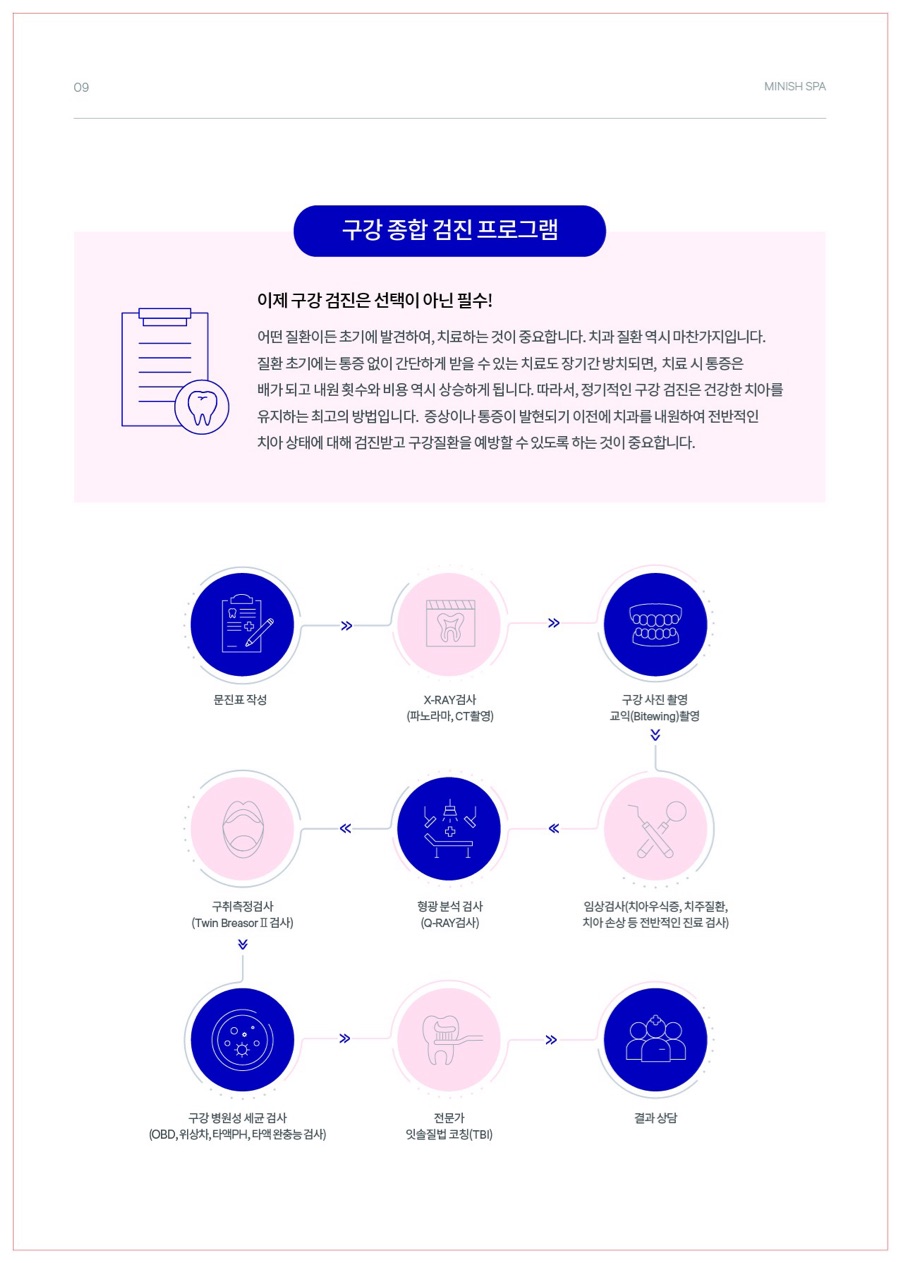 09
MINISH SPA
구강 종합 검진 프로그램
이제 구강 검진은 선택이 아닌 필수!
어떤 질환이든 초기에 발견하여, 치료하는 것이 중요합니다. 치과 질환 역시 마찬가지입니다.
질환 초기에는 통증 없이 간단하게 받을 수 있는 치료도 장기간 방치되면, 치료 시 통증은
배가 되고 내원 횟수와 비용 역시 상승하게 됩니다. 따라서, 정기적인 구강 검진은 건강한 치아를
유지하는 최고의 방법입니다. 증상이나 통증이 발현되기 이전에 치과를 내원하여 전반적인
치아 상태에 대해 검진받고 구강질환을 예방할 수 있도록 하는 것이 중요합니다.
문진표 작성
X-RAY검사
(파노라마, CT촬영)
구강 사진 촬영
교익(Bitewing)촬영
구취측정검사
(Twin Breasor Ⅱ 검사)
형광 분석 검사
(Q-RAY검사)
임상검사(치아우식증, 치주질환,
치아 손상 등 전반적인 진료 검사)
구강 병원성 세균 검사
(OBD, 위상차, 타액PH, 타액 완충능 검사)
전문가
잇솔질법 코칭(TBI)
결과 상담